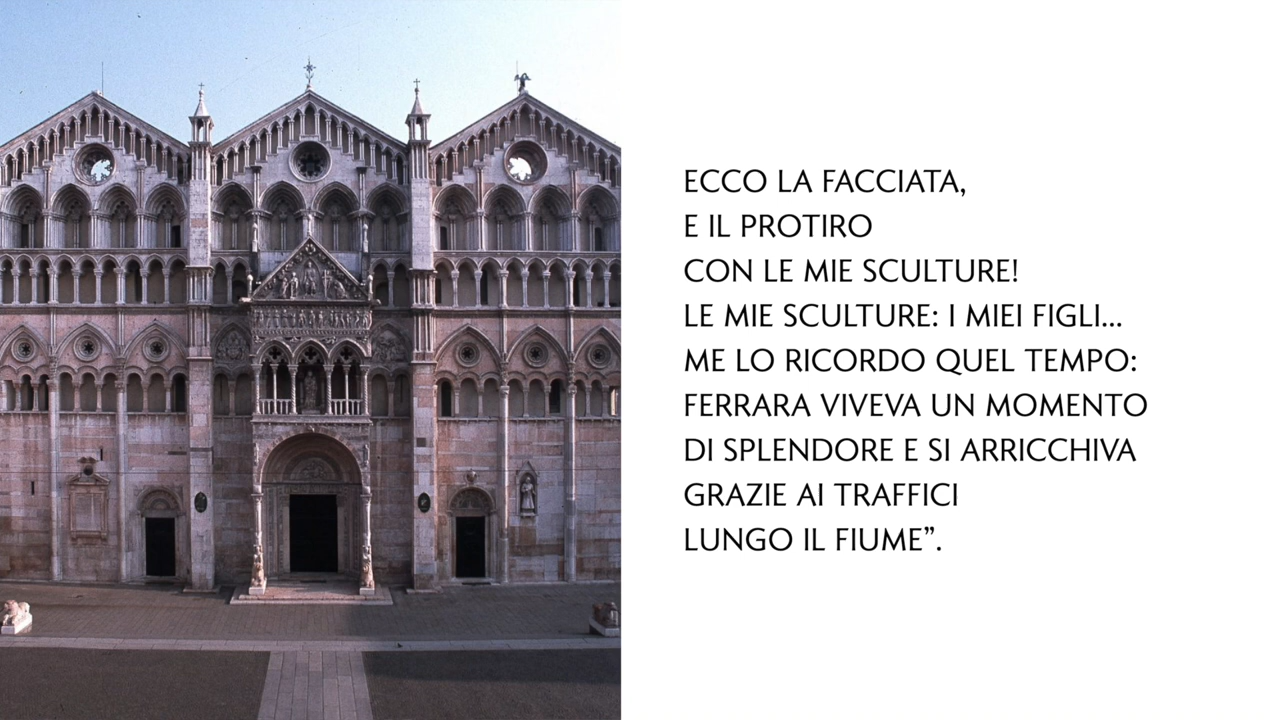 ECCO LA FACCIATA,
E IL PROTIRO
CON LE MIE SCULTURE!
LE MIE SCULTURE: I MIEI FIGLI...
ME LO RICORDO QUEL TEMPO:
FERRARA VIVEVA UN MOMENTO
DI SPLENDORE E SI ARRICCHIVA
GRAZIE AI TRAFFICI
LUNGO IL FIUME”.